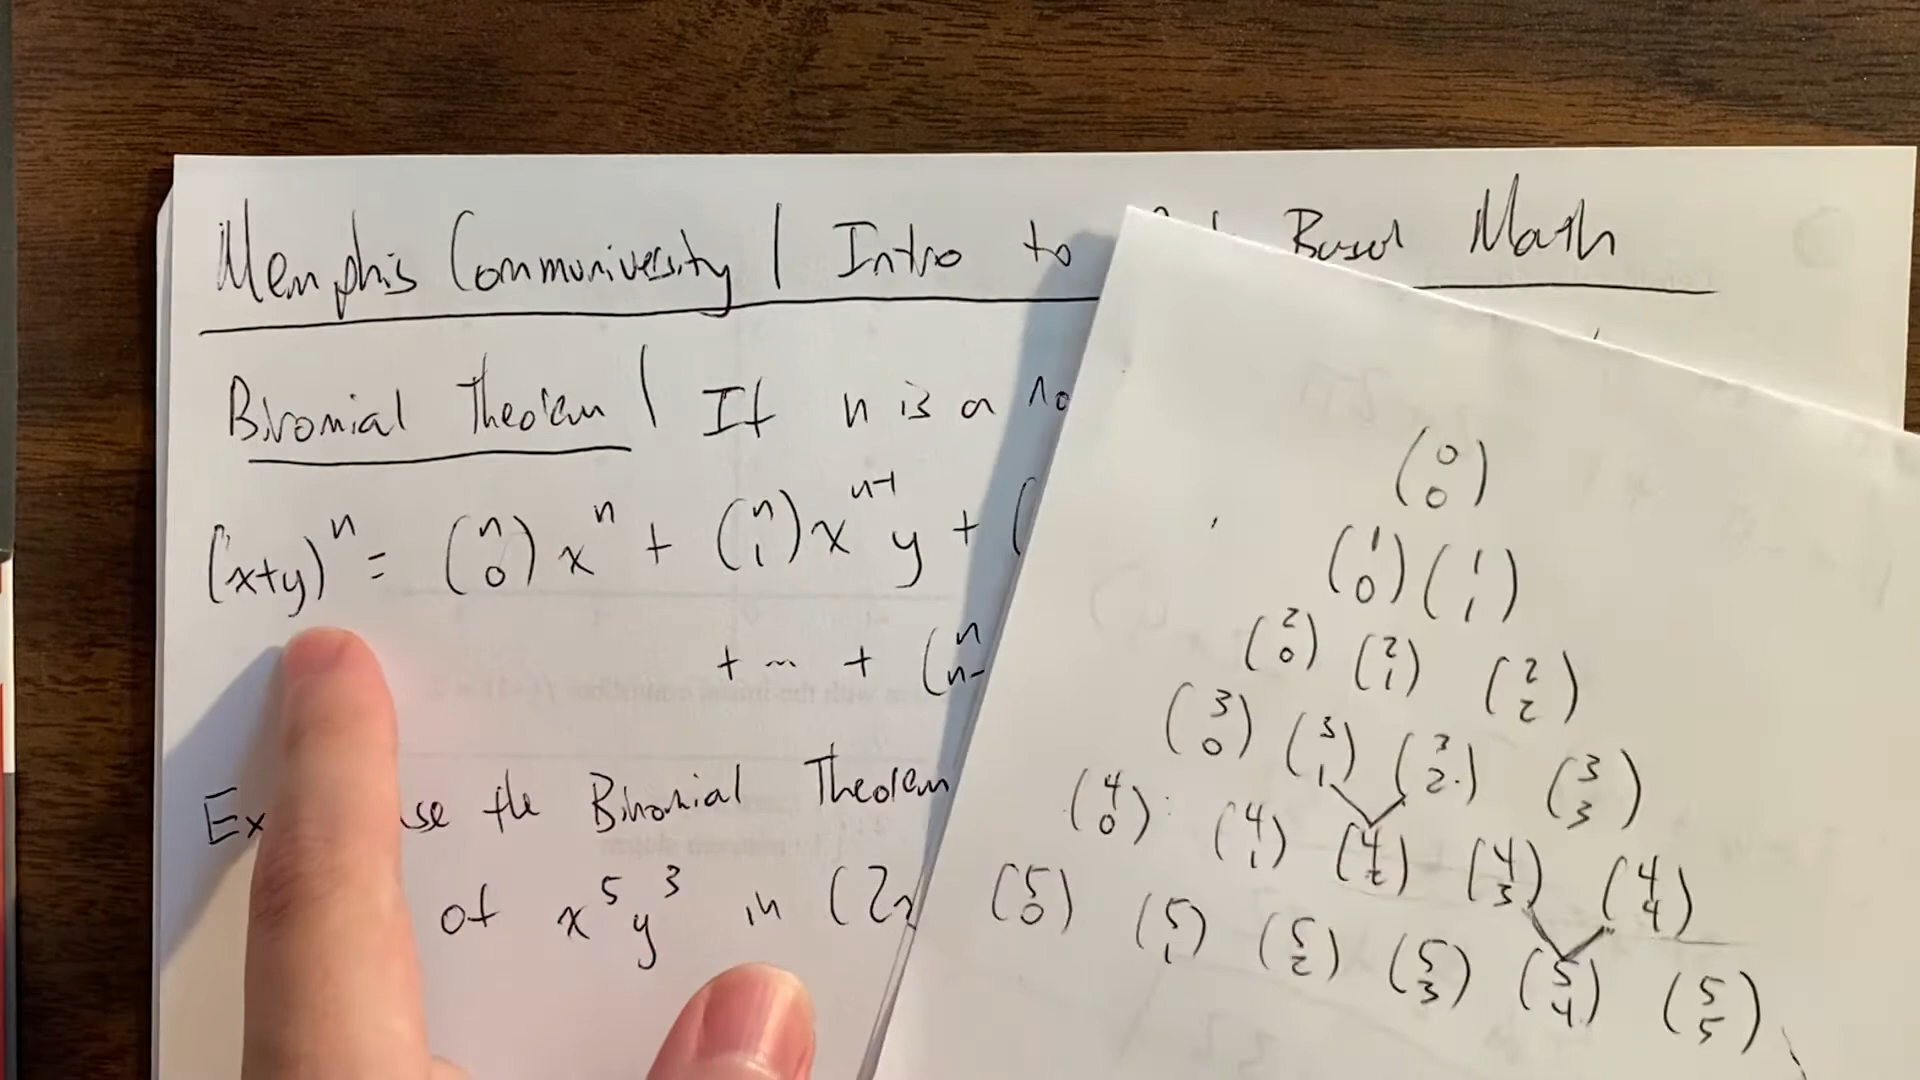 Memphis Communiversity | Intro to Based Math
Binomial Theorem | If n is a no
(x+y)^n = (n 0) x^n + (n 1) x^n-1 y + (
+ ... + (n n-
Ex use the Binomial Theorem
of x^5 y^3 in (2x
(0 0)
(1 0) (1 1)
(2 0) (2 1) (2 2)
(3 0) (3 1) (3 2) (3 3)
(4 0) (4 1) (4 2) (4 3) (4 4)
(5 0) (5 1) (5 2) (5 3) (5 4) (5 5)